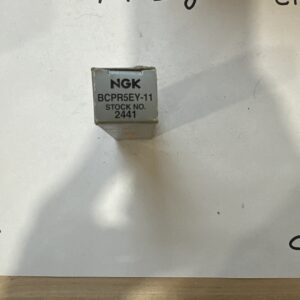 NGK
BCPR5EY-11
STOCK NO.
2441